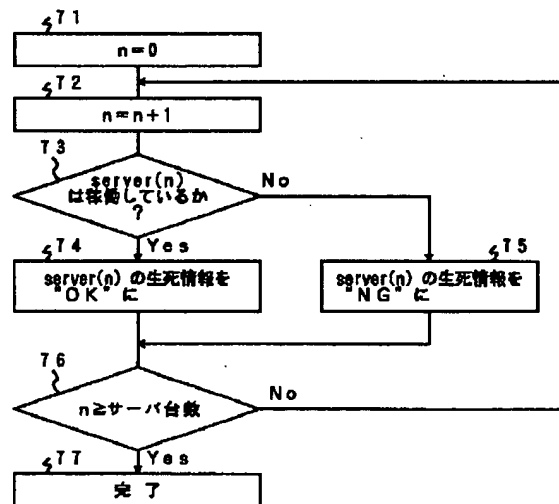 71
n=0
72
n=n+1
73
server(n)
は稼働しているか
?
No
Yes
74
server(n) の生死情報を
"OK" に
75
server(n) の生死情報を
"NG" に
76
n≧サーバ台数
No
Yes
77
完了